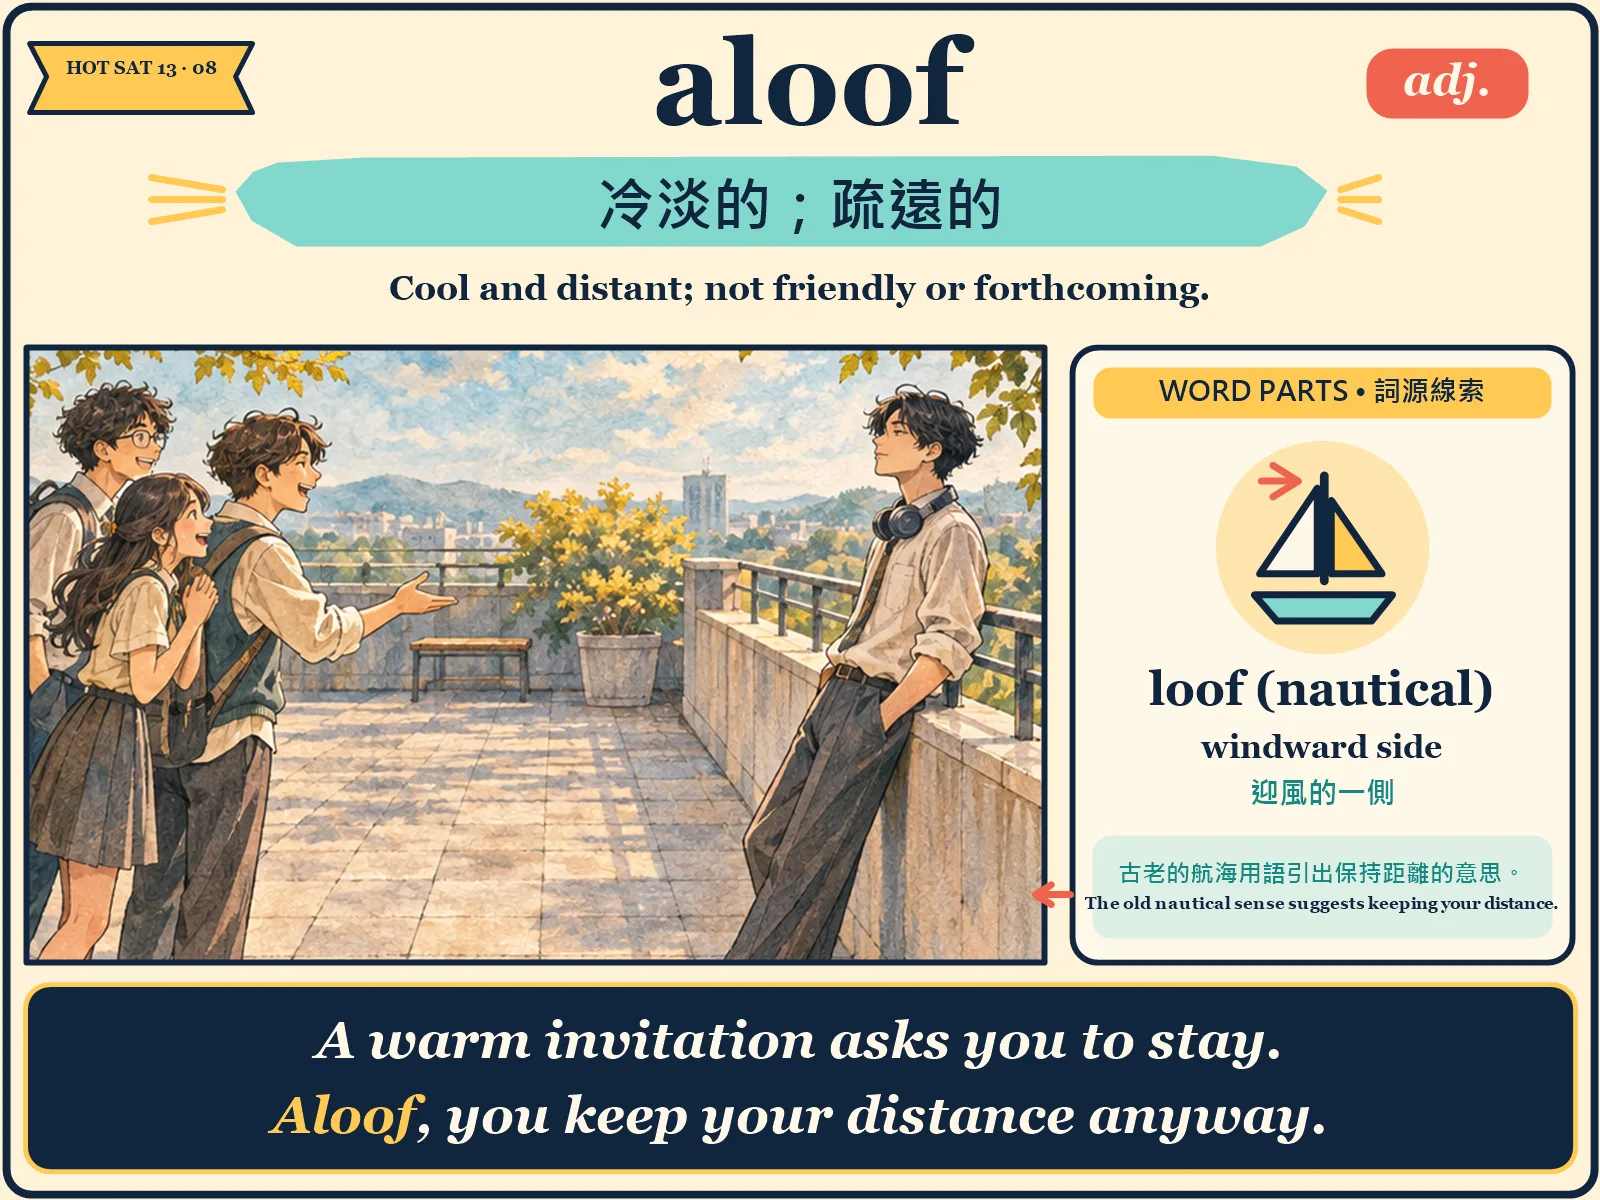 HOT SAT 13 · 08
aloof
adj.
冷淡的；疏遠的
Cool and distant; not friendly or forthcoming.
WORD PARTS • 詞源線索
loof (nautical)
windward side
迎風的一側
古老的航海用語引出保持距離的意思。
The old nautical sense suggests keeping your distance.
A warm invitation asks you to stay.
Aloof, you keep your distance anyway.